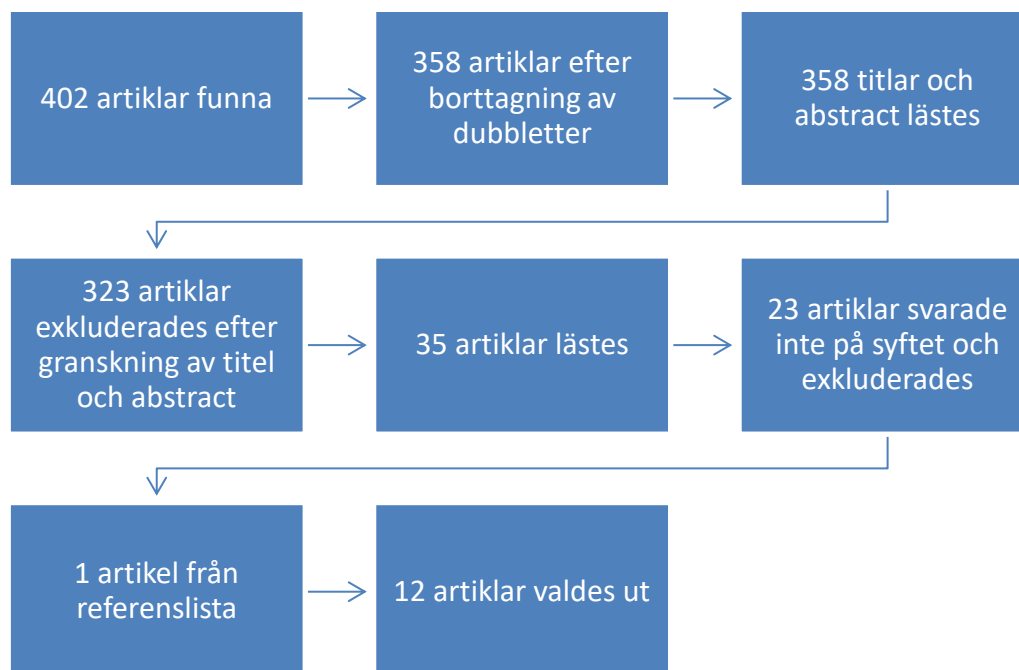 402 artiklar funna
358 artiklar efter
borttagning av
dubbletter
358 titlar och
abstract lästes
323 artiklar
exkluderades efter
granskning av titel
och abstract
35 artiklar lästes
23 artiklar svarade
inte på syftet och
exkluderades
1 artikel från
referenslista
12 artiklar valdes ut